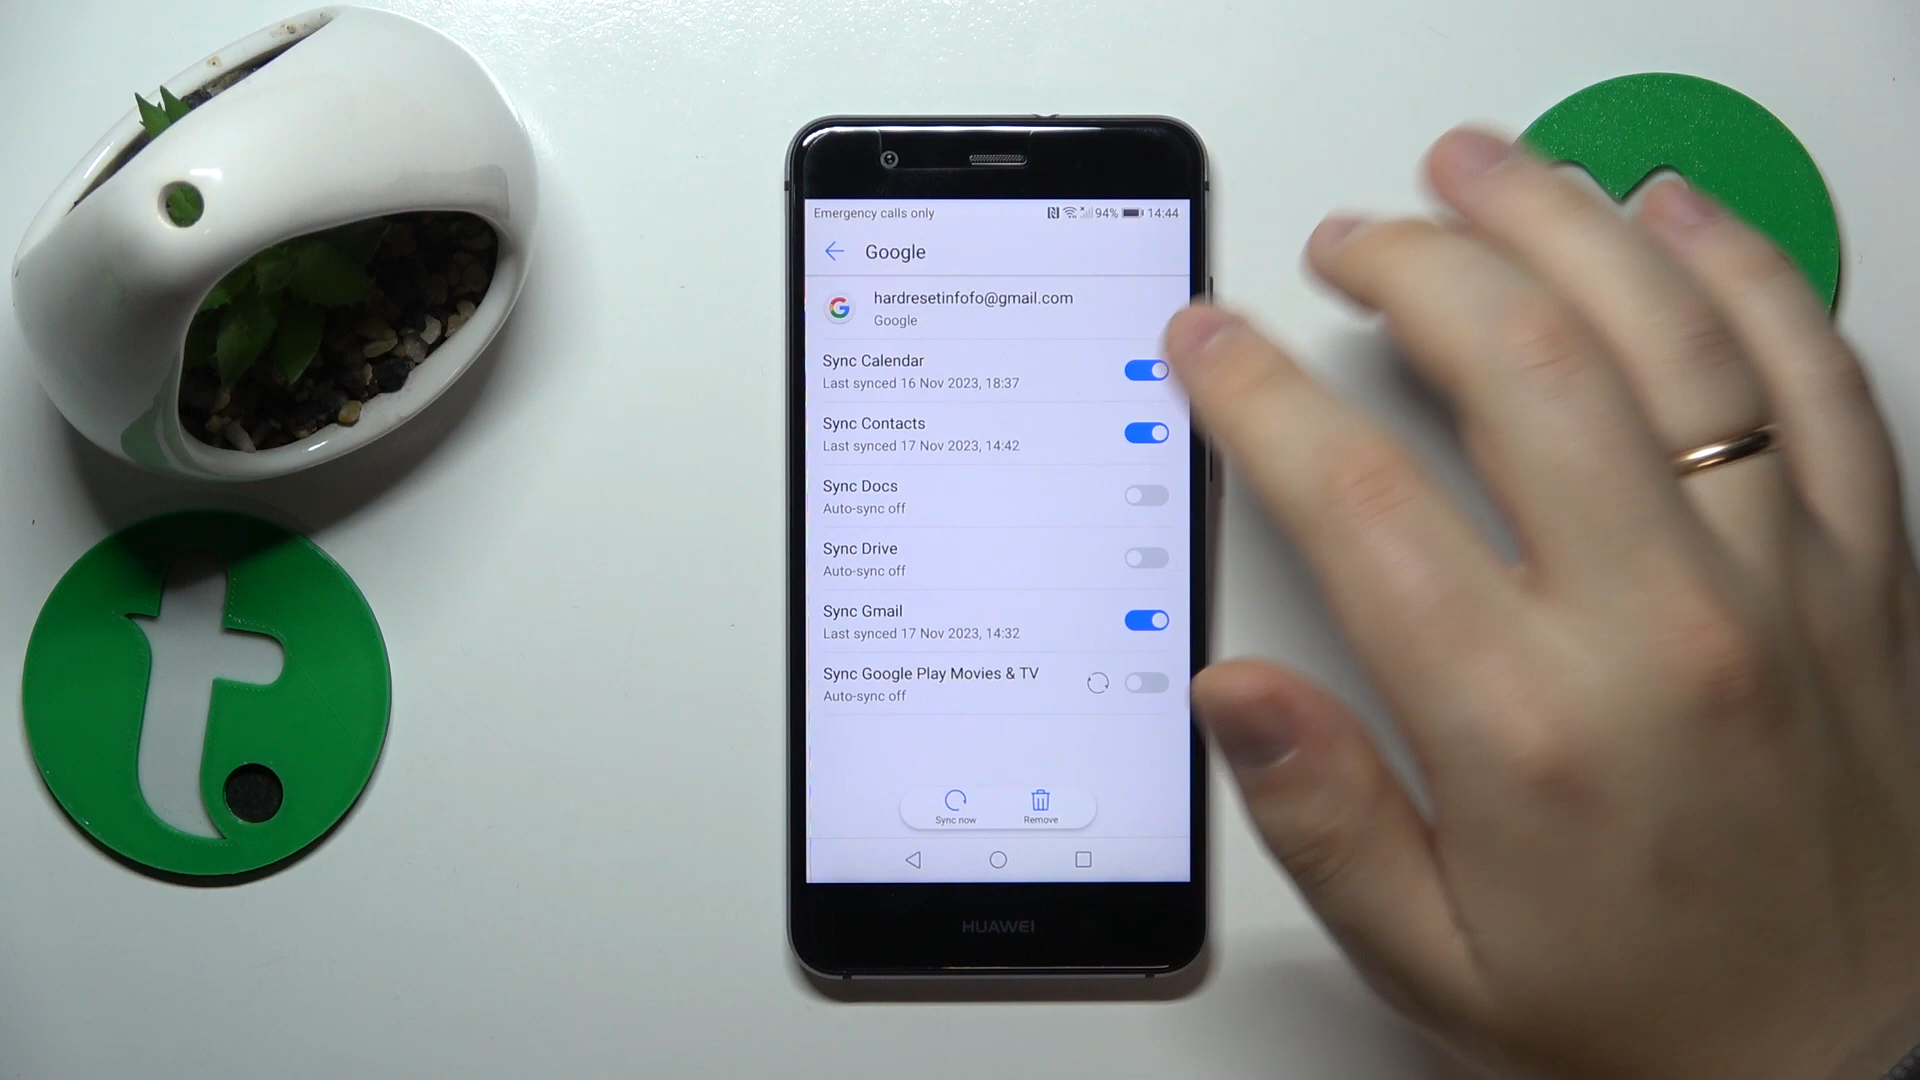 Emergency calls only
94% 14:44
Google
hardresetinfofo@gmail.com
Google
Sync Calendar
Last synced 16 Nov 2023, 18:37
Sync Contacts
Last synced 17 Nov 2023, 14:42
Sync Docs
Auto-sync off
Sync Drive
Auto-sync off
Sync Gmail
Last synced 17 Nov 2023, 14:32
Sync Google Play Movies & TV
Auto-sync off
Sync now
Remove
HUAWEI